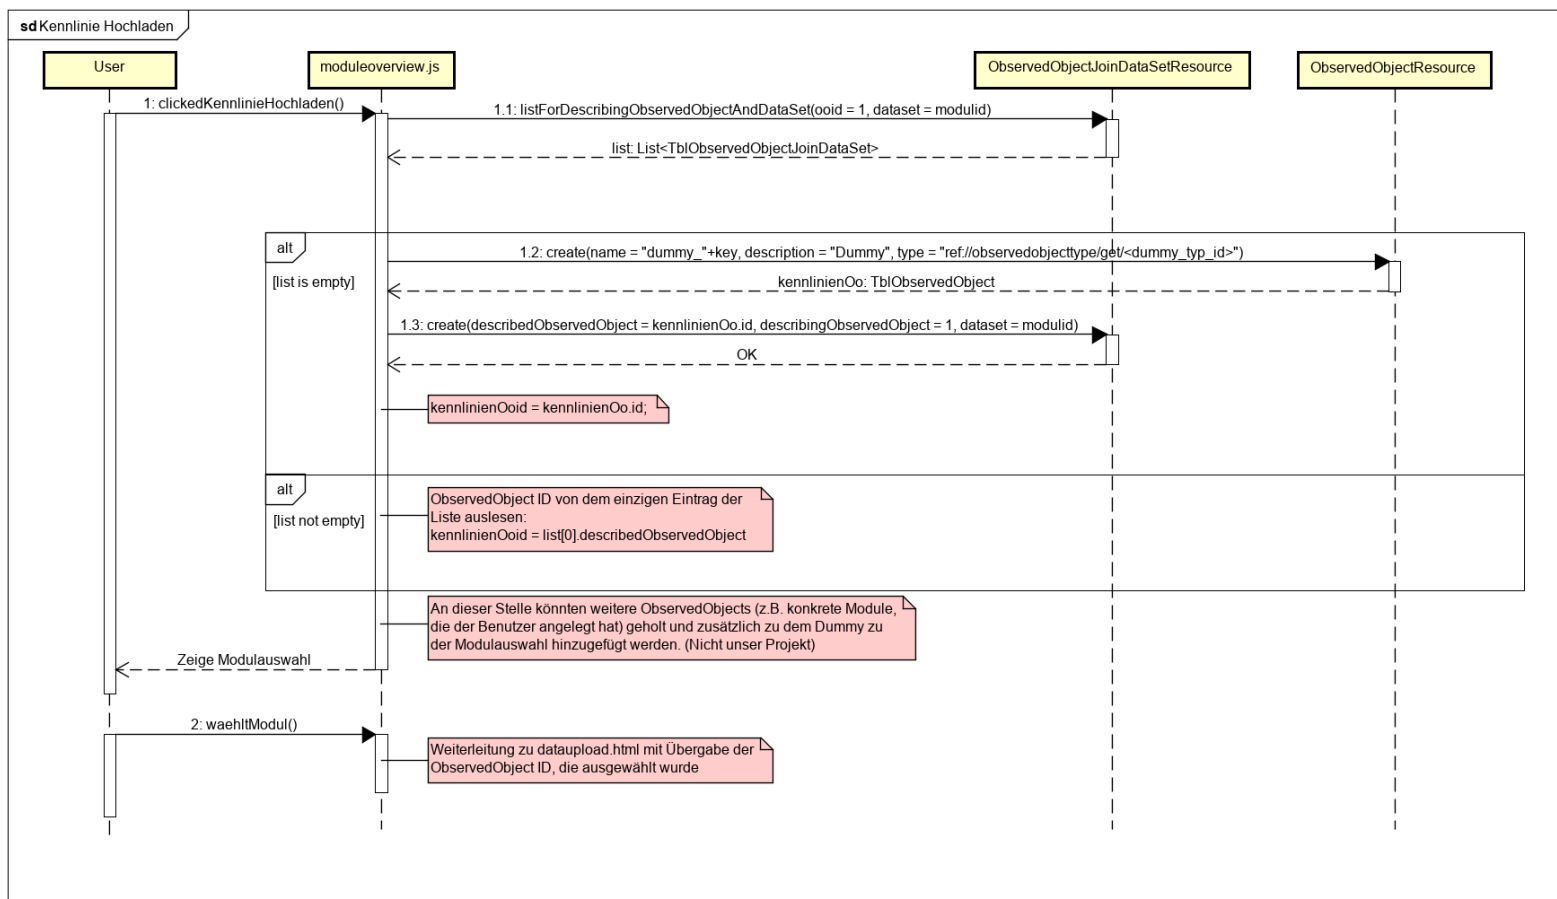 sd Kennlinie Hochladen
User
moduleoverview.js
ObservedObjectJoinDataSetResource
ObservedObjectResource
1: clickedKennlinieHochladen()
1.1: listForDescribingObservedObjectAndDataSet(ooid = 1, dataset = modulid)
list: List<TblObservedObjectJoinDataSet>
alt
1.2: create(name = "dummy_"+key, description = "Dummy", type = "ref://observedobjecttype/get/<dummy_typ_id>")
[list is empty]
kennlinienOo: TblObservedObject
1.3: create(describedObservedObject = kennlinienOo.id, describingObservedObject = 1, dataset = modulid)
OK
kennlinienOoid = kennlinienOo.id;
alt
[list not empty]
ObservedObject ID von dem einzigen Eintrag der
Liste auslesen:
kennlinienOoid = list[0].describedObservedObject
An dieser Stelle könnten weitere ObservedObjects (z.B. konkrete Module,
die der Benutzer angelegt hat) geholt und zusätzlich zu dem Dummy zu
der Modulauswahl hinzugefügt werden. (Nicht unser Projekt)
Zeige Modulauswahl
2: waehltModul()
Weiterleitung zu dataupload.html mit Übergabe der
ObservedObject ID, die ausgewählt wurde